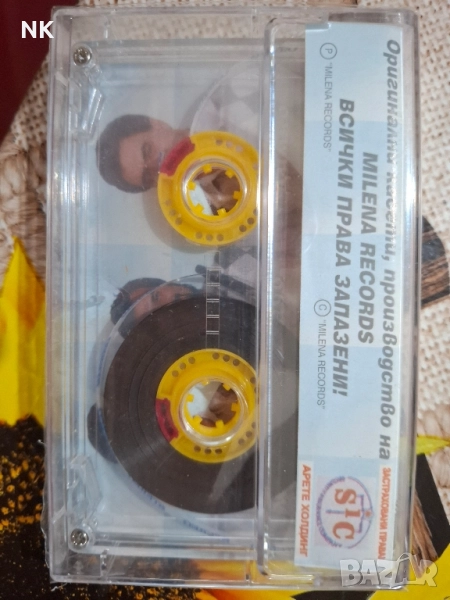 NK
Оригинални касети, производство на
MILENA RECORDS
ВСИЧКИ ПРАВА ЗАПАЗЕНИ!
Ⓟ "MILENA RECORDS"
© "MILENA RECORDS"
ЗАСТРАХОВАНИ ПРАВА
sic
АРЕТЕ ХОЛДИНГ
BAZAR